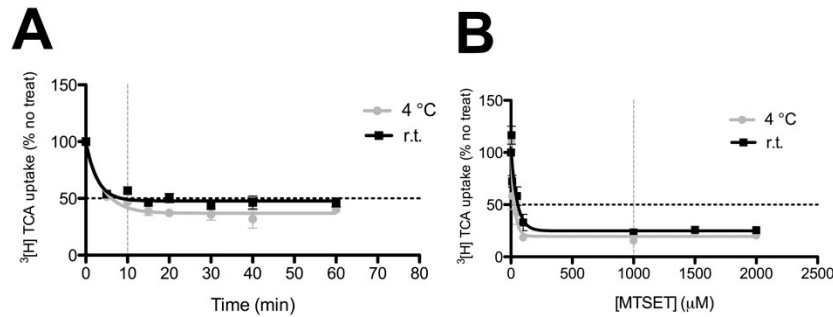 A
³[H] TCA uptake (% no treat)
150
100
50
0
0 10 20 30 40 50 60 70 80
Time (min)
4 °C
r.t.
B
³[H] TCA uptake (% no treat)
150
100
50
0
0 500 1000 1500 2000 2500
[MTSET] (μM)
4 °C
r.t.